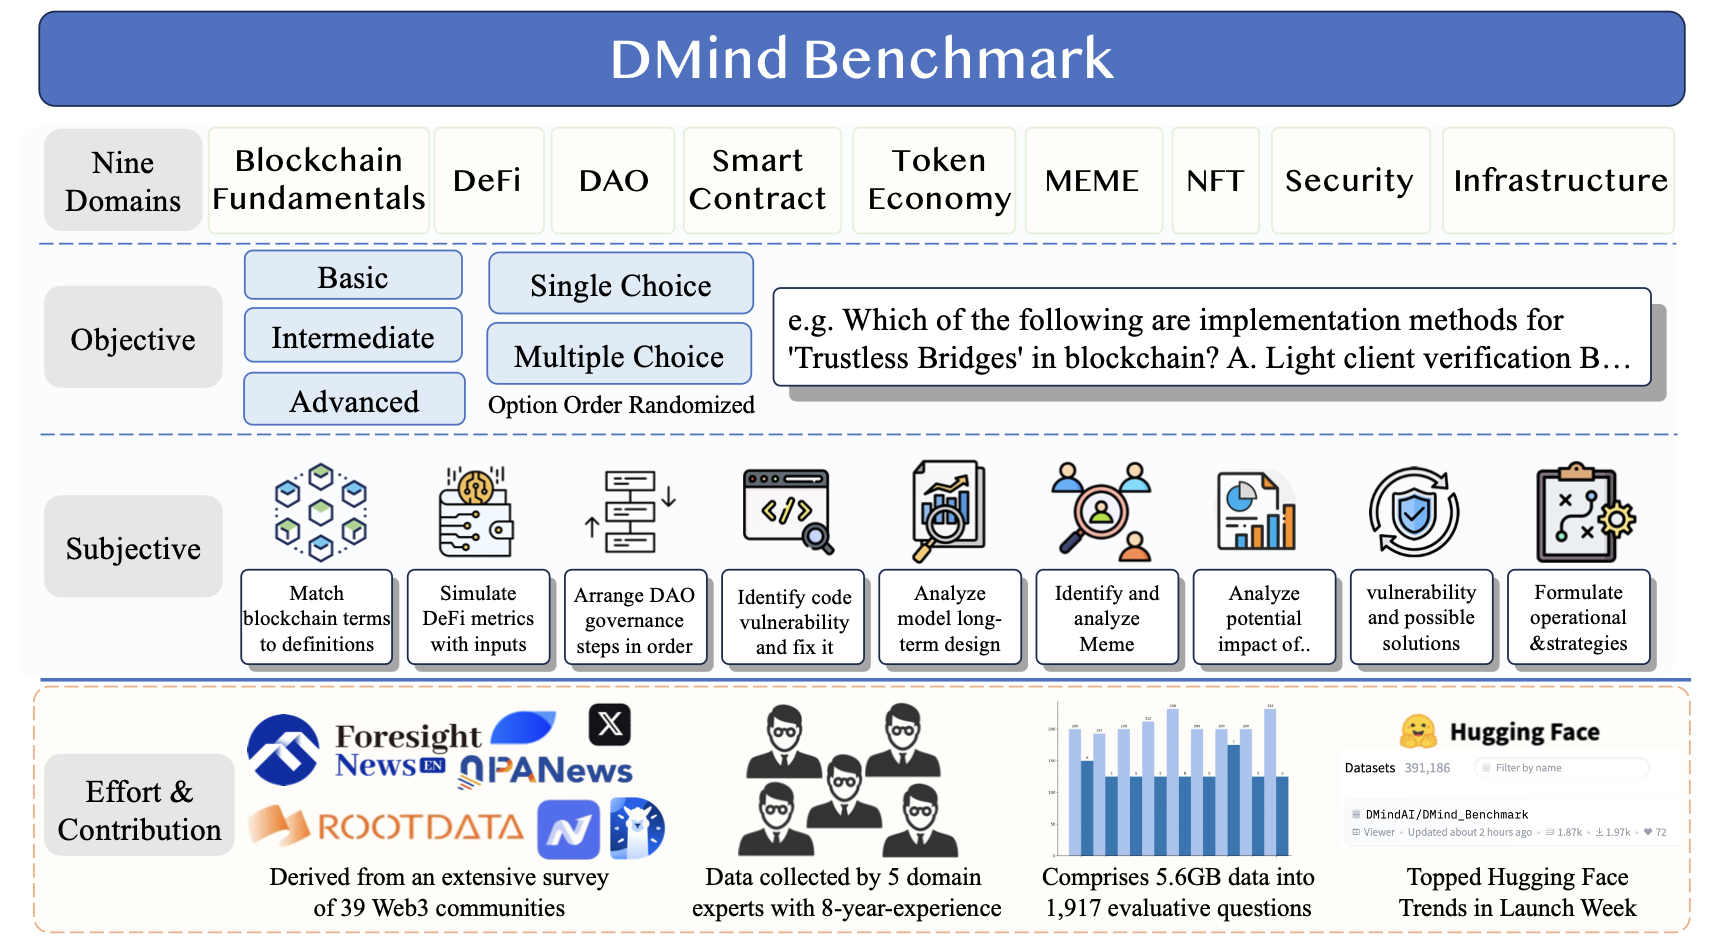 DMind Benchmark
Nine
Domains
Blockchain
Fundamentals
DeFi
DAO
Smart
Contract
Token
Economy
MEME
NFT
Security
Infrastructure
Objective
Basic
Intermediate
Advanced
Single Choice
Multiple Choice
Option Order Randomized
e.g. Which of the following are implementation methods for
'Trustless Bridges' in blockchain? A. Light client verification B...
Subjective
</>
Match
blockchain terms
to definitions
Simulate
DeFi metrics
with inputs
Arrange DAO
governance
steps in order
Identify code
vulnerability
and fix it
Analyze
model long-
term design
Identify and
analyze
Meme
Analyze
potential
impact of..
vulnerability
and possible
solutions
Formulate
operational
&strategies
Effort &
Contribution
Foresight
News EN
X
PANews
ROOTDATA
N
Derived from an extensive survey
of 39 Web3 communities
Data collected by 5 domain
experts with 8-year-experience
Comprises 5.6GB data into
1,917 evaluative questions
Hugging Face
Datasets 391,186
Filter by name
DMindAI/DMind_Benchmark
Viewer • Updated about 2 hours ago • 1.87k • 1.97k • 72
Topped Hugging Face
Trends in Launch Week